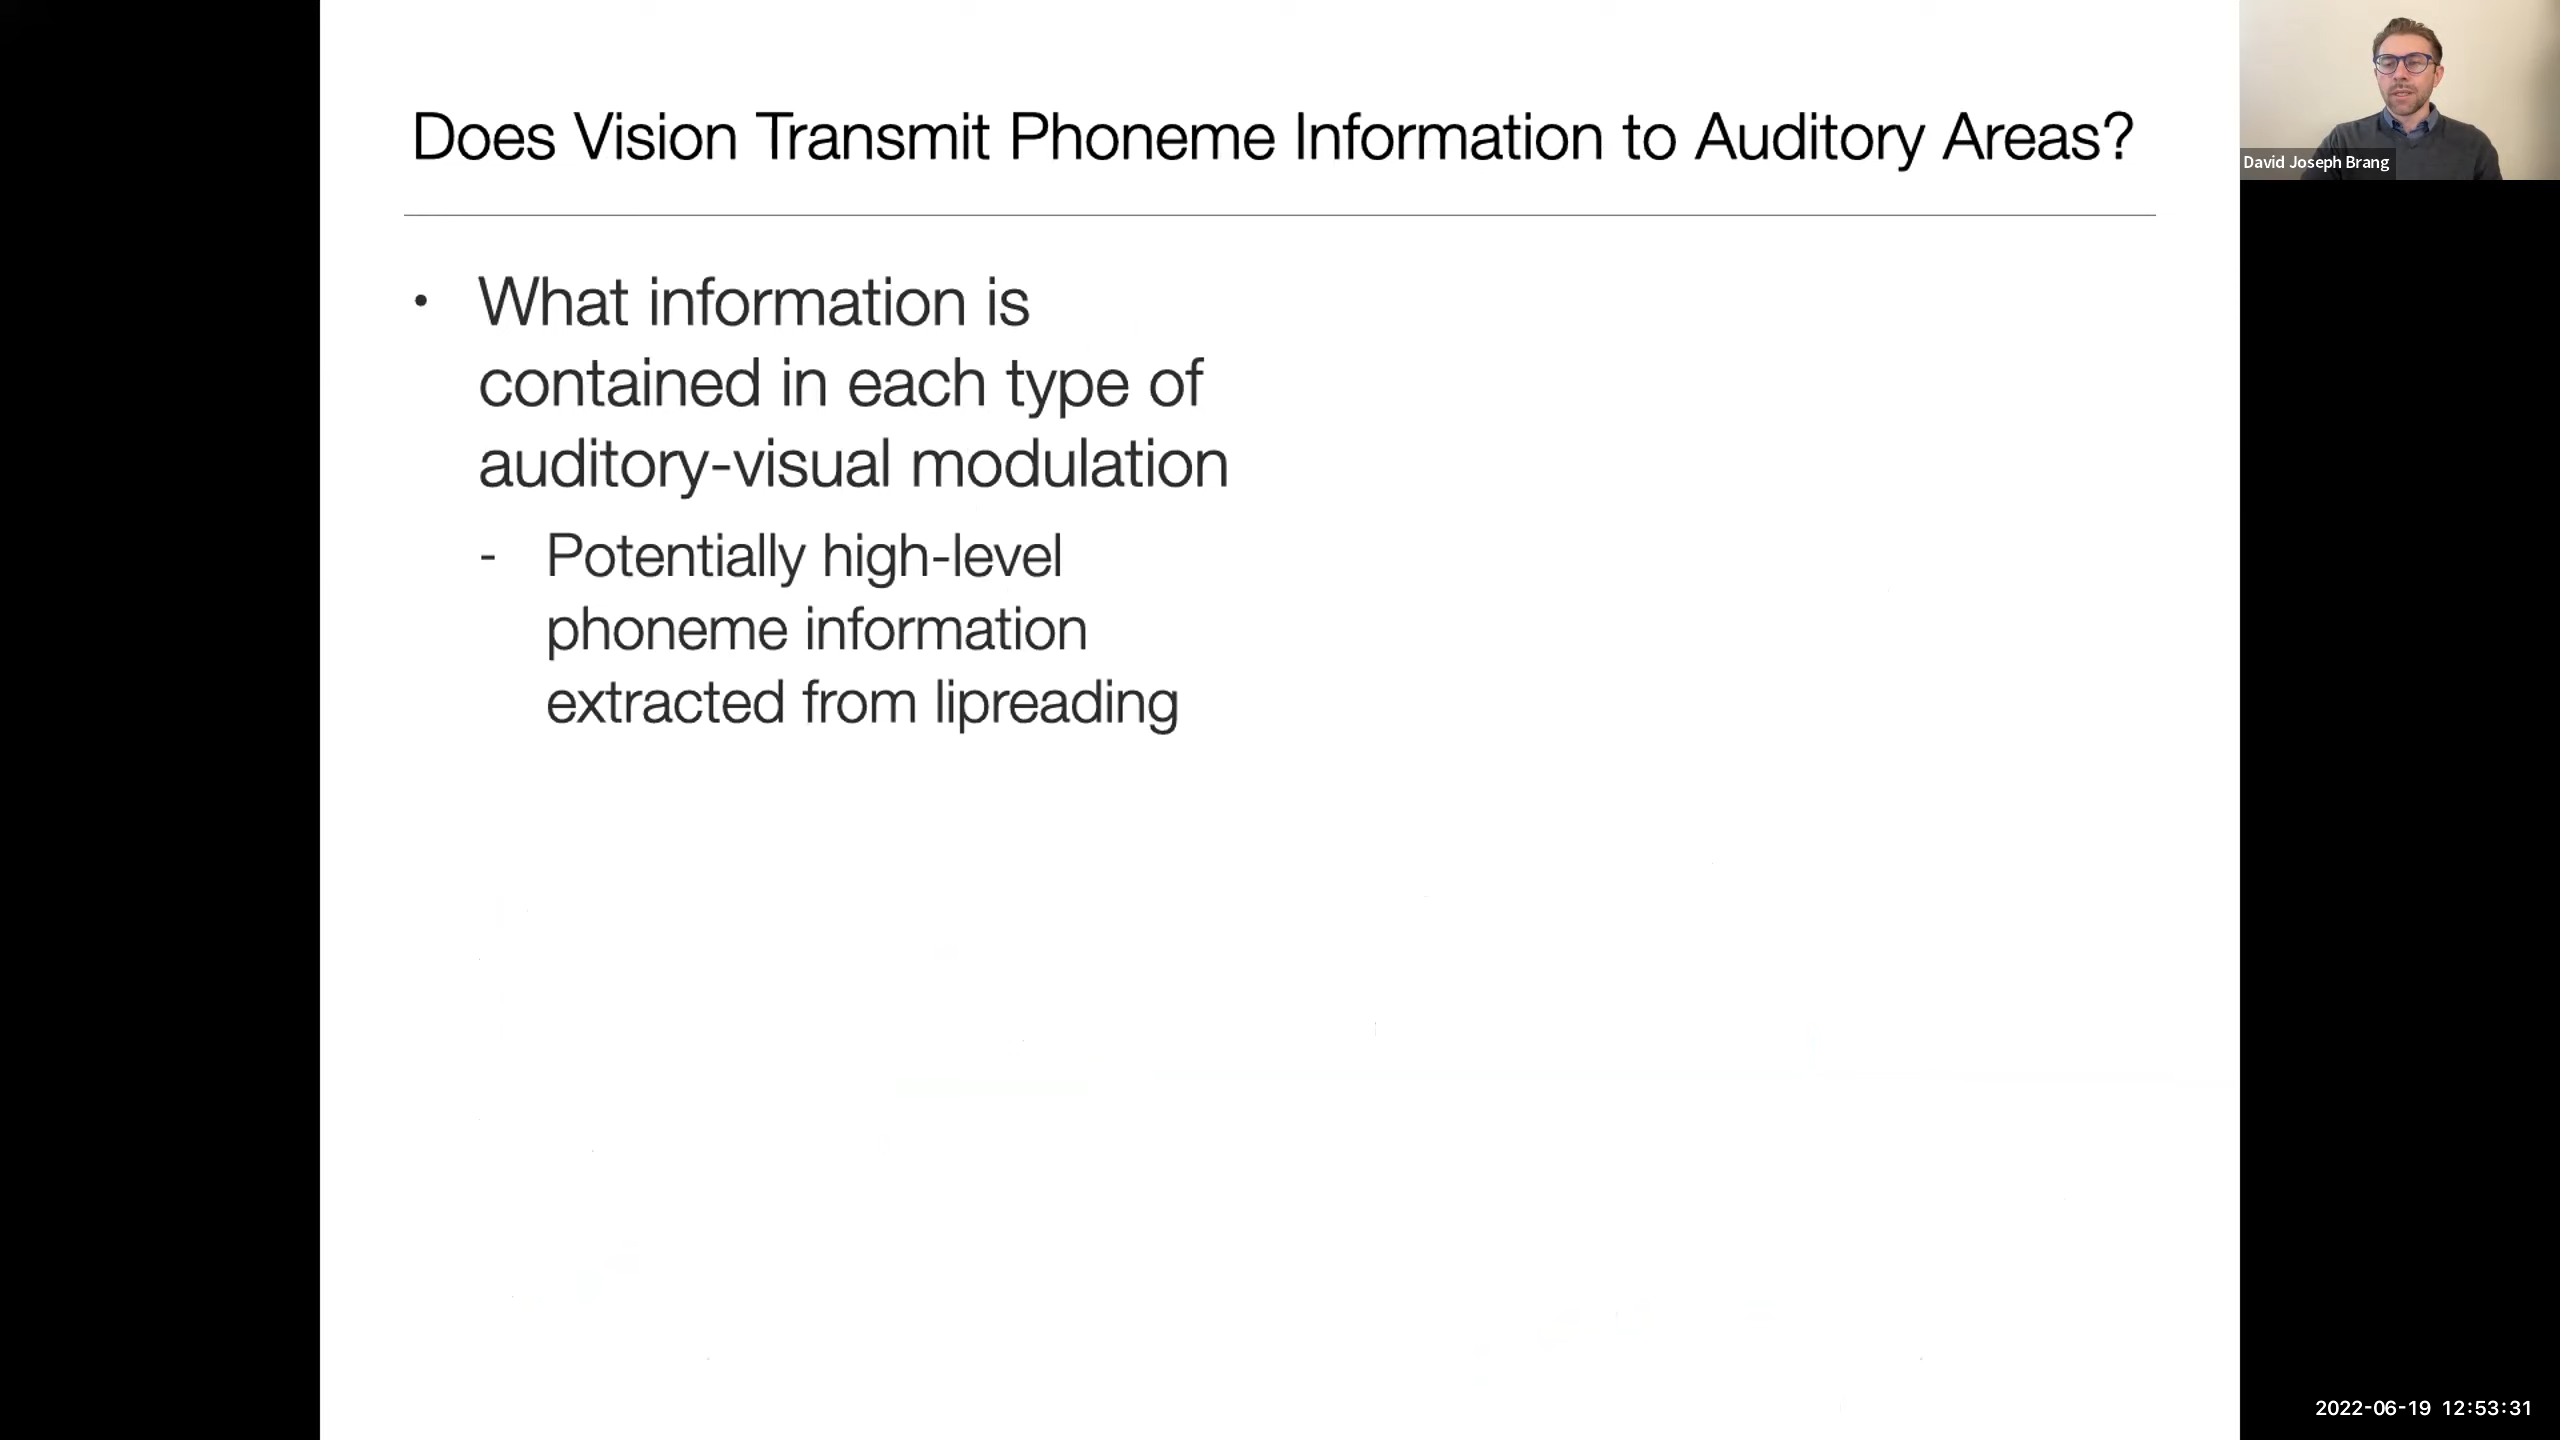 Does Vision Transmit Phoneme Information to Auditory Areas?
David Joseph Brang
• What information is
contained in each type of
auditory-visual modulation
- Potentially high-level
phoneme information
extracted from lipreading
2022-06-19 12:53:31